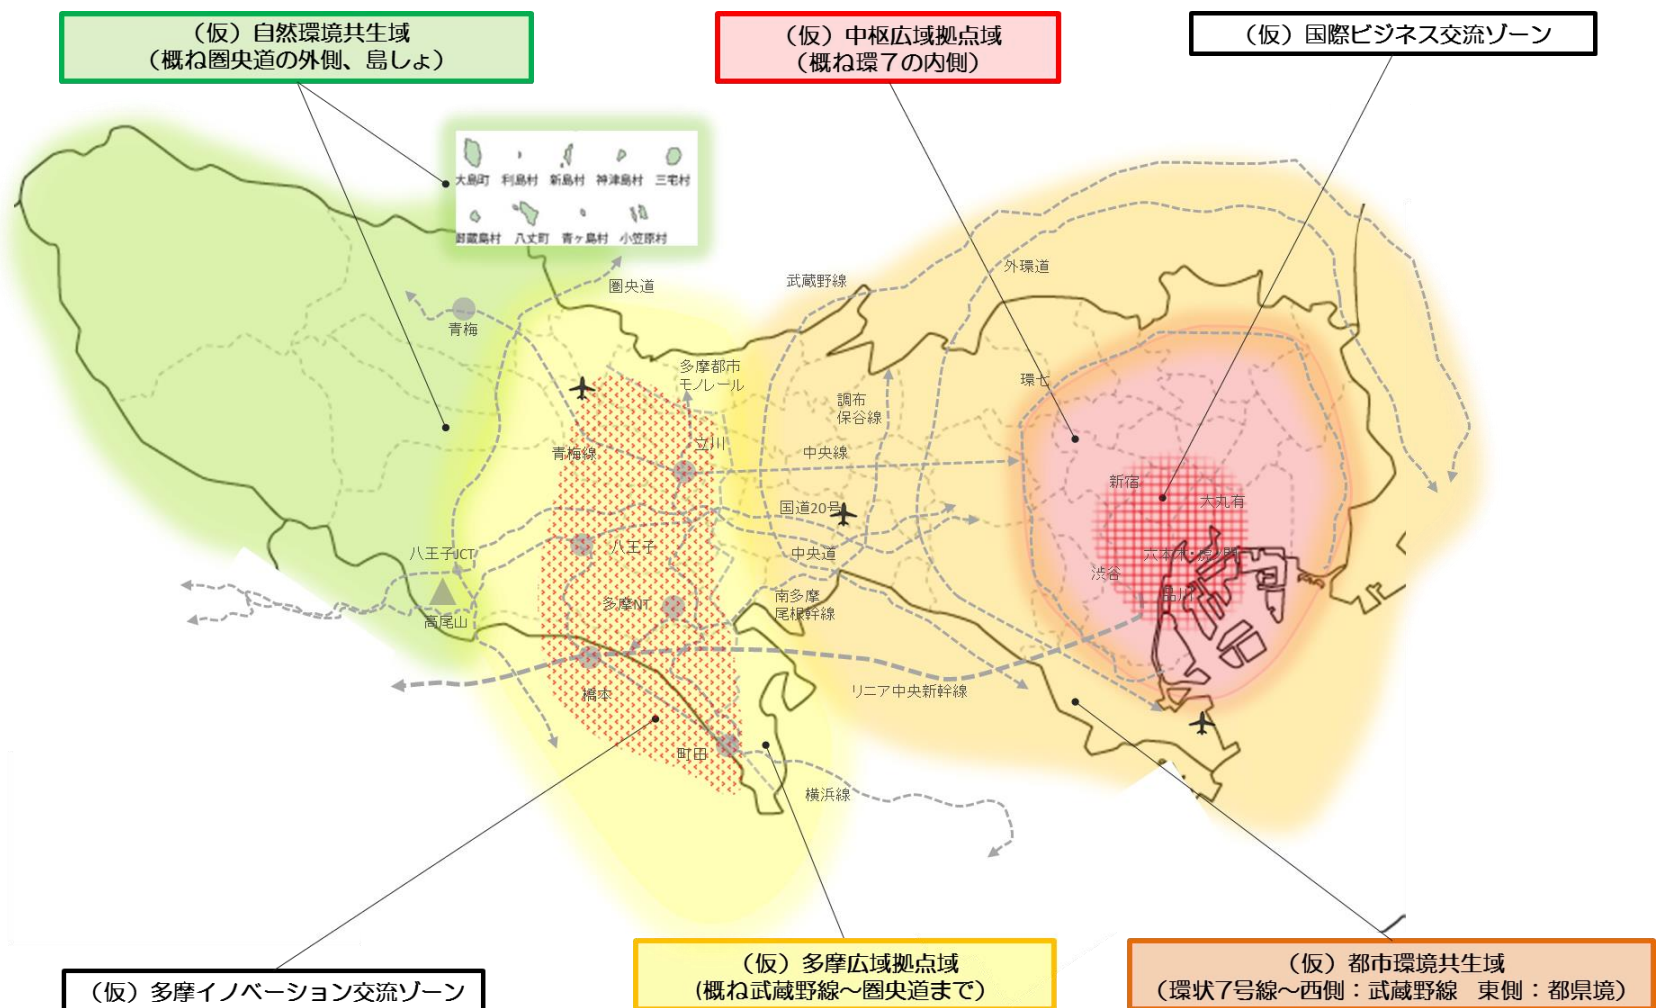 （仮）自然環境共生域
（概ね圏央道の外側、島しょ）
（仮）中枢広域拠点域
（概ね環７の内側）
（仮）国際ビジネス交流ゾーン
大島町 利島村 新島村 神津島村 三宅村
御蔵島村 八丈町 青ヶ島村 小笠原村
圏央道
武蔵野線
外環道
青梅
多摩都市
モノレール
環七
調布
保谷線
青梅線
立川
中央線
新宿
大丸有
国道20号
八王子JCT
八王子
中央道
六本木・虎ノ門
渋谷
品川
高尾山
多摩NT
南多摩
尾根幹線
橋本
リニア中央新幹線
町田
横浜線
（仮）多摩イノベーション交流ゾーン
（仮）多摩広域拠点域
(概ね武蔵野線～圏央道まで）
（仮）都市環境共生域
（環状７号線～西側：武蔵野線　東側：都県境）